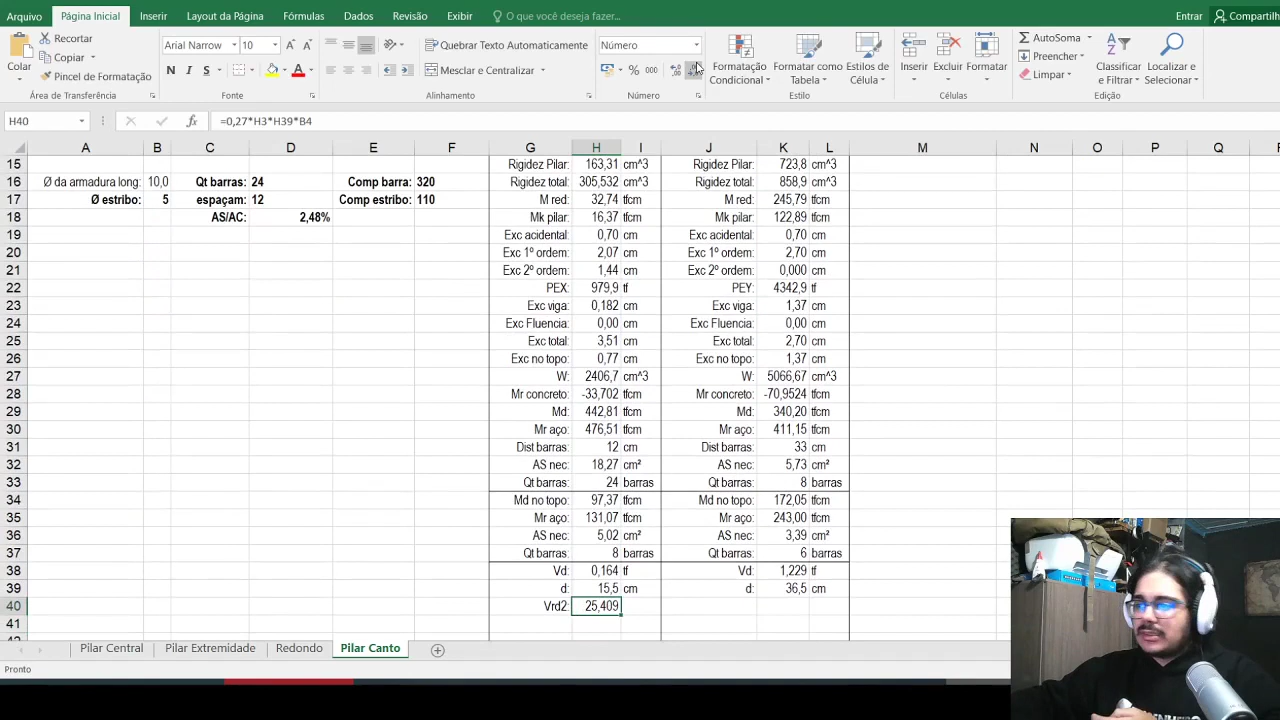 Arquivo Página Inicial Inserir Layout da Página Fórmulas Dados Revisão Exibir O que você deseja fazer... Entrar Compartilh
Recortar Arial Narrow 10 Quebrar Texto Automaticamente Número AutoSoma
Copiar Preencher
Colar Pincel de Formatação N I S Mesclar e Centralizar % 000 Formatação Condicional Formatar como Tabela Estilos de Célula Inserir Excluir Formatar Limpar Classificar e Filtrar Localizar e Selecionar
Área de Transferência Fonte Alinhamento Número Estilo Células Edição
H40 fx =0,27*H3*H39*B4
A B C D E F G H I J K L M N O P Q R
15 Rigidez Pilar: 163,31 cm^3 Rigidez Pilar: 723,8 cm^3
16 Ø da armadura long: 10,0 Qt barras: 24 Comp barra: 320 Rigidez total: 305,532 cm^3 Rigidez total: 858,9 cm^3
17 Ø estribo: 5 espaçam: 12 Comp estribo: 110 M red: 32,74 tfcm M red: 245,79 tfcm
18 AS/AC: 2,48% Mk pilar: 16,37 tfcm Mk pilar: 122,89 tfcm
19 Exc acidental: 0,70 cm Exc acidental: 0,70 cm
20 Exc 1º ordem: 2,07 cm Exc 1º ordem: 2,70 cm
21 Exc 2º ordem: 1,44 cm Exc 2º ordem: 0,000 cm
22 PEX: 979,9 tf PEY: 4342,9 tf
23 Exc viga: 0,182 cm Exc viga: 1,37 cm
24 Exc Fluencia: 0,00 cm Exc Fluencia: 0,00 cm
25 Exc total: 3,51 cm Exc total: 2,70 cm
26 Exc no topo: 0,77 cm Exc no topo: 1,37 cm
27 W: 2406,7 cm^3 W: 5066,67 cm^3
28 Mr concreto: -33,702 tfcm Mr concreto: -70,9524 tfcm
29 Md: 442,81 tfcm Md: 340,20 tfcm
30 Mr aço: 476,51 tfcm Mr aço: 411,15 tfcm
31 Dist barras: 12 cm Dist barras: 33 cm
32 AS nec: 18,27 cm² AS nec: 5,73 cm²
33 Qt barras: 24 barras Qt barras: 8 barras
34 Md no topo: 97,37 tfcm Md no topo: 172,05 tfcm
35 Mr aço: 131,07 tfcm Mr aço: 243,00 tfcm
36 AS nec: 5,02 cm² AS nec: 3,39 cm²
37 Qt barras: 8 barras Qt barras: 6 barras
38 Vd: 0,164 tf Vd: 1,229 tf
39 d: 15,5 cm d: 36,5 cm
40 Vrd2: 25,409
41
Pilar Central Pilar Extremidade Redondo Pilar Canto
Pronto